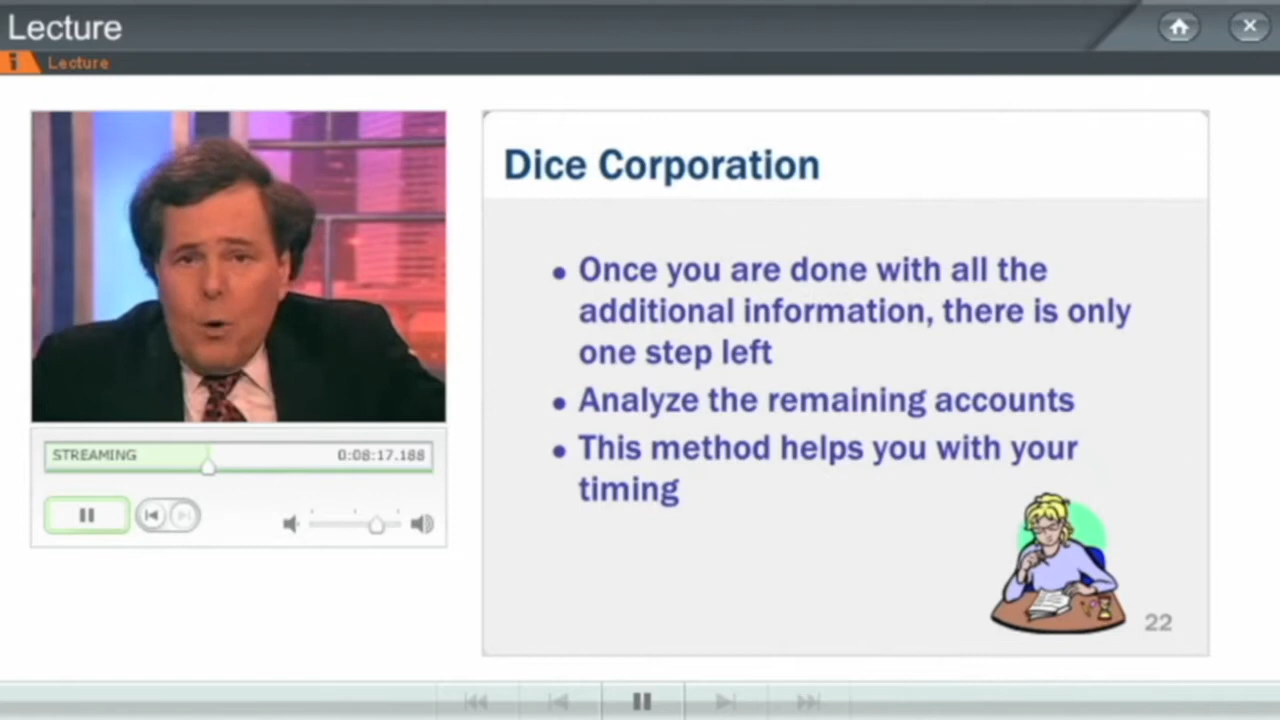 Lecture
i Lecture
Dice Corporation
• Once you are done with all the
additional information, there is only
one step left
• Analyze the remaining accounts
• This method helps you with your
timing
STREAMING 0:08:17.188
22